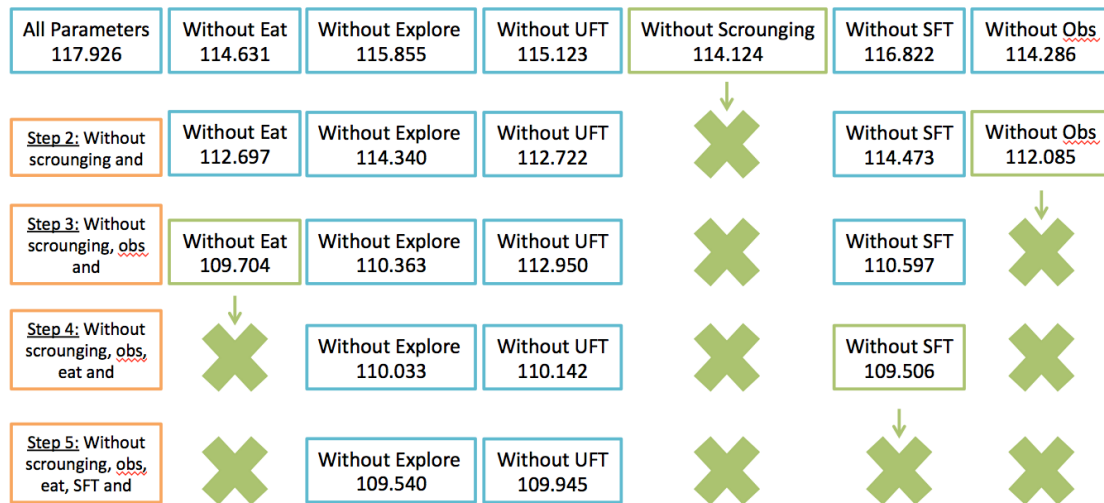 All Parameters
117.926
Without Eat
114.631
Without Explore
115.855
Without UFT
115.123
Without Scrounging
114.124
Without SFT
116.822
Without Obs
114.286
Step 2: Without
scrounging and
Without Eat
112.697
Without Explore
114.340
Without UFT
112.722
Without SFT
114.473
Without Obs
112.085
Step 3: Without
scrounging, obs
and
Without Eat
109.704
Without Explore
110.363
Without UFT
112.950
Without SFT
110.597
Step 4: Without
scrounging, obs,
eat and
Without Explore
110.033
Without UFT
110.142
Without SFT
109.506
Step 5: Without
scrounging, obs,
eat, SFT and
Without Explore
109.540
Without UFT
109.945